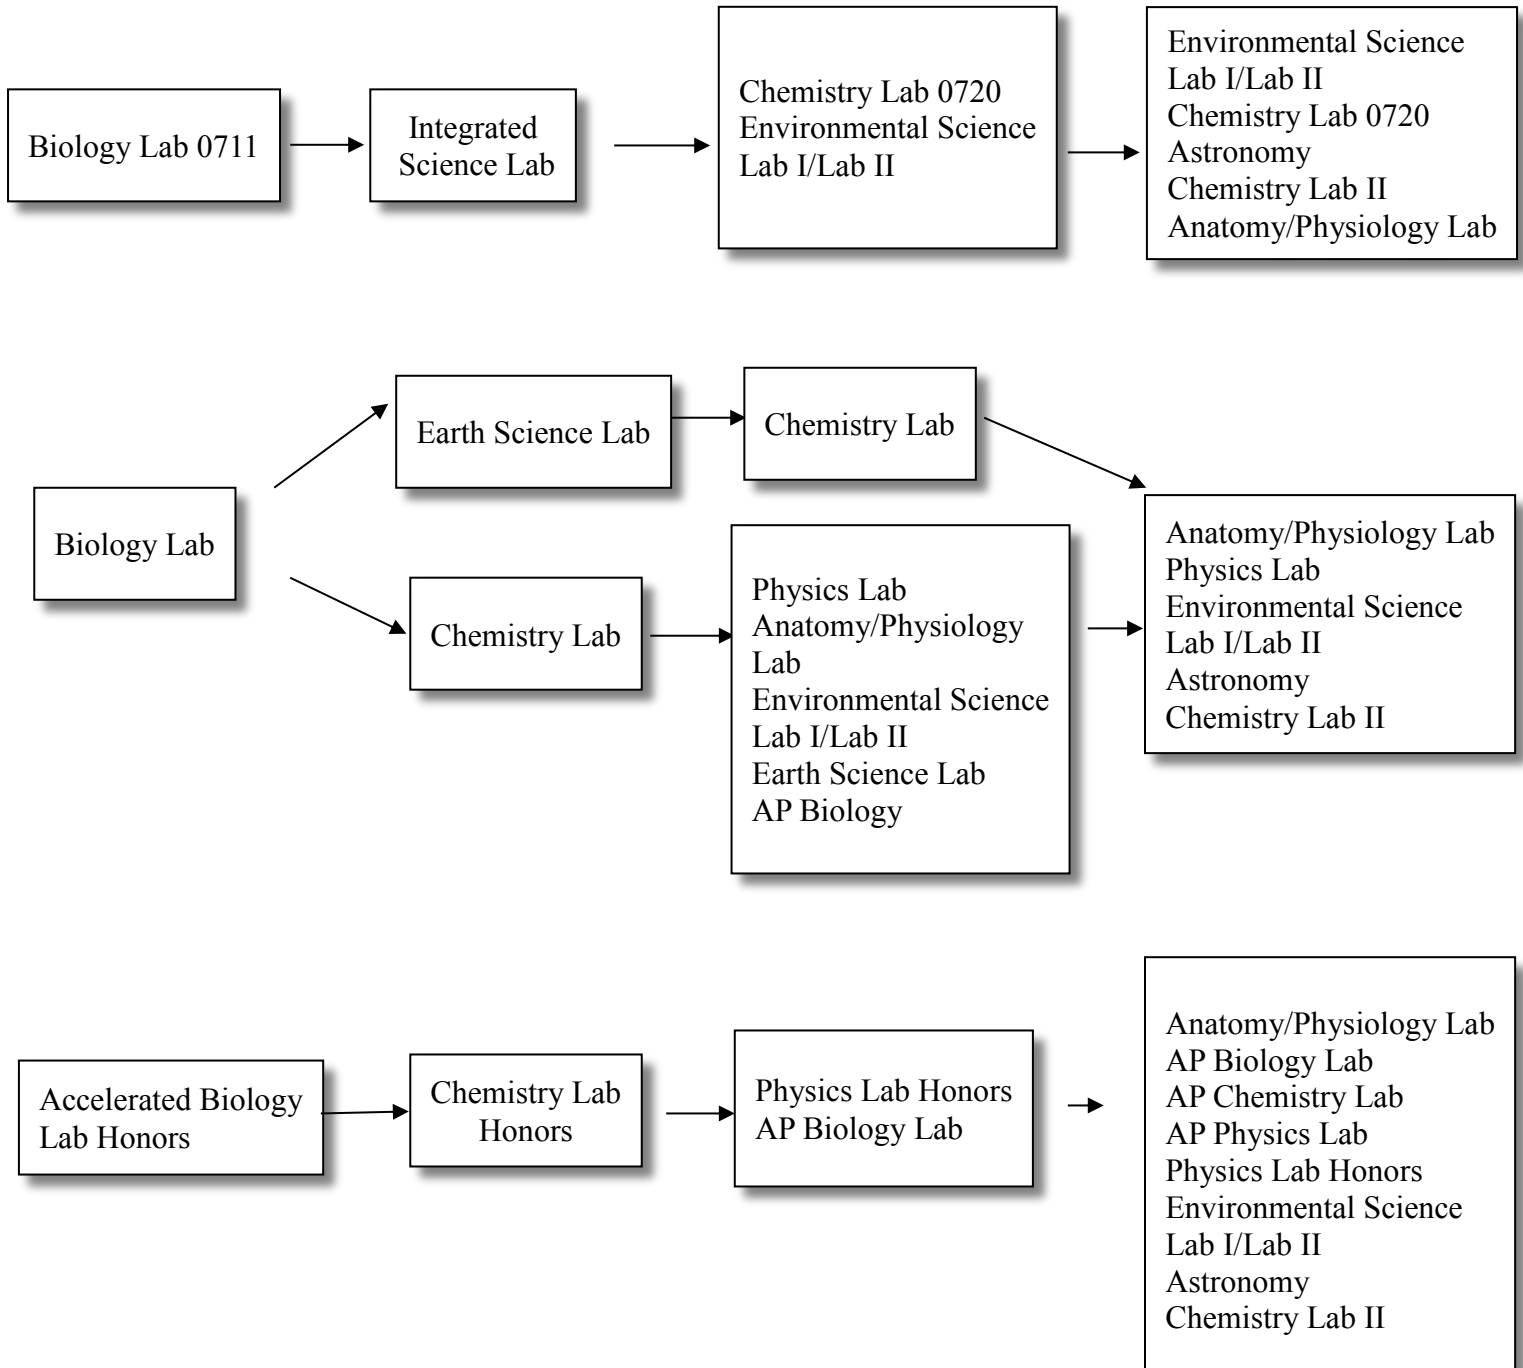 Biology Lab 0711
Integrated
Science Lab
Chemistry Lab 0720
Environmental Science
Lab I/Lab II
Environmental Science
Lab I/Lab II
Chemistry Lab 0720
Astronomy
Chemistry Lab II
Anatomy/Physiology Lab
Biology Lab
Earth Science Lab
Chemistry Lab
Chemistry Lab
Physics Lab
Anatomy/Physiology
Lab
Environmental Science
Lab I/Lab II
Earth Science Lab
AP Biology
Anatomy/Physiology Lab
Physics Lab
Environmental Science
Lab I/Lab II
Astronomy
Chemistry Lab II
Accelerated Biology
Lab Honors
Chemistry Lab
Honors
Physics Lab Honors
AP Biology Lab
Anatomy/Physiology Lab
AP Biology Lab
AP Chemistry Lab
AP Physics Lab
Physics Lab Honors
Environmental Science
Lab I/Lab II
Astronomy
Chemistry Lab II